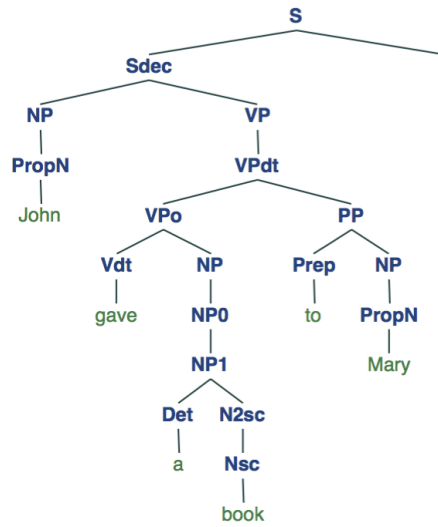 S
Sdec
NP VP
PropN VPdt
John VPo PP
Vdt NP Prep NP
gave NP0 to PropN
NP1 Mary
Det N2sc
a Nsc
book